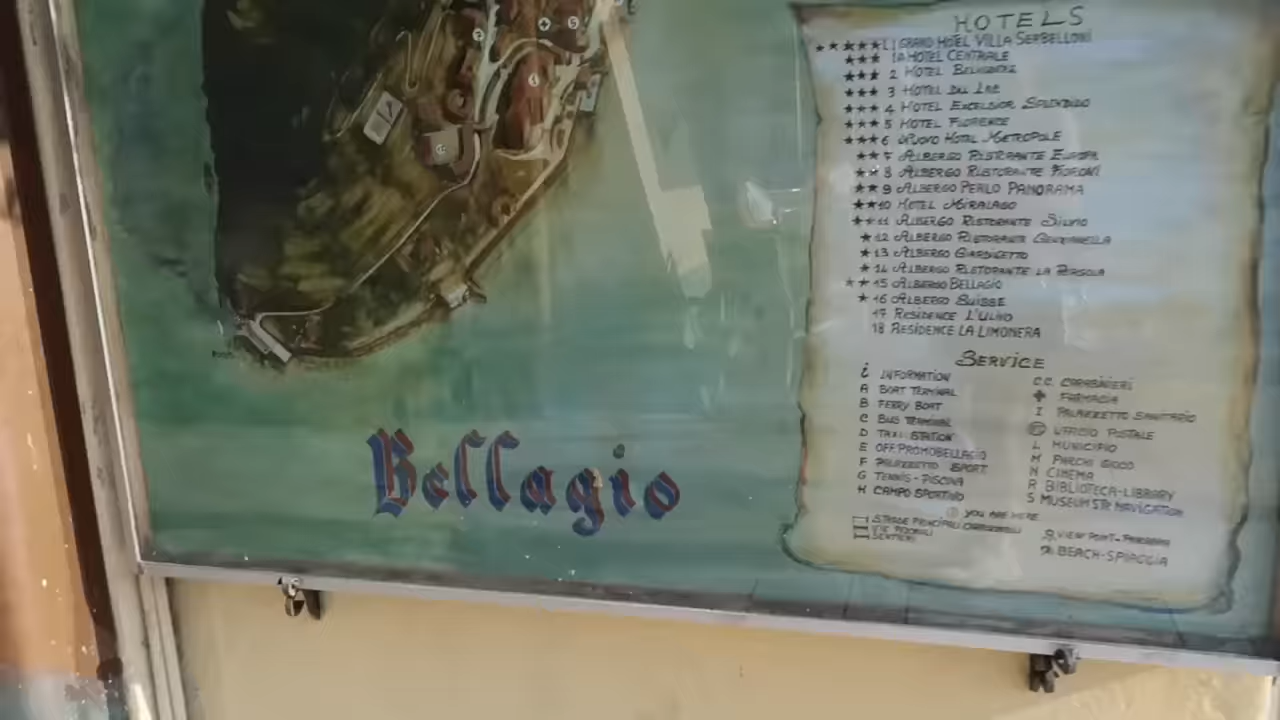 HOTELS
★★★★★L 1 GRAND HOTEL VILLA SERBELLONI
★★★ 1A HOTEL CENTRALE
★★★ 2 HOTEL BELVEDERE
★★★ 3 HOTEL DU LAC
★★★ 4 HOTEL EXCELSIOR SPLENDIDO
★★★ 5 HOTEL FLORENCE
★★★ 6 NUOVO HOTEL METROPOLE
★★ 7 ALBERGO RISTORANTE EUROPA
★★ 8 ALBERGO RISTORANTE FIORONI
★★ 9 ALBERGO PERLO PANORAMA
★★ 10 HOTEL MIRALAGO
★★ 11 ALBERGO RISTORANTE SILVIO
★ 12 ALBERGO RISTORANTE GENZIANELLA
★ 13 ALBERGO GIARDINETTO
★ 14 ALBERGO RISTORANTE LA PERGOLA
★★ 15 ALBERGO BELLAGIO
★ 16 ALBERGO SUISSE
17 RESIDENCE L'ULIVO
18 RESIDENCE LA LIMONERA
SERVICE
i INFORMATION
A BOAT TERMINAL
B FERRY BOAT
C BUS TERMINAL
D TAXI STATION
E OFF. PROMOBELLAGIO
F PALAZZETTO SPORT
G TENNIS - PISCINA
H CAMPO SPORTIVO
C.C. CARABINIERI
✚ FARMACIA
I PALAZZETTO SANITARIO
UFFICIO POSTALE
L MUNICIPIO
M PARCHI GIOCO
N CINEMA
R BIBLIOTECA-LIBRARY
S MUSEUM STR. NAVIGATION
YOU ARE HERE
STRADE PRINCIPALI CARROZZABILI
VIE PEDONALI
SENTIERI
VIEW POINT-PANORAMA
BEACH-SPIAGGIA
Bellagio